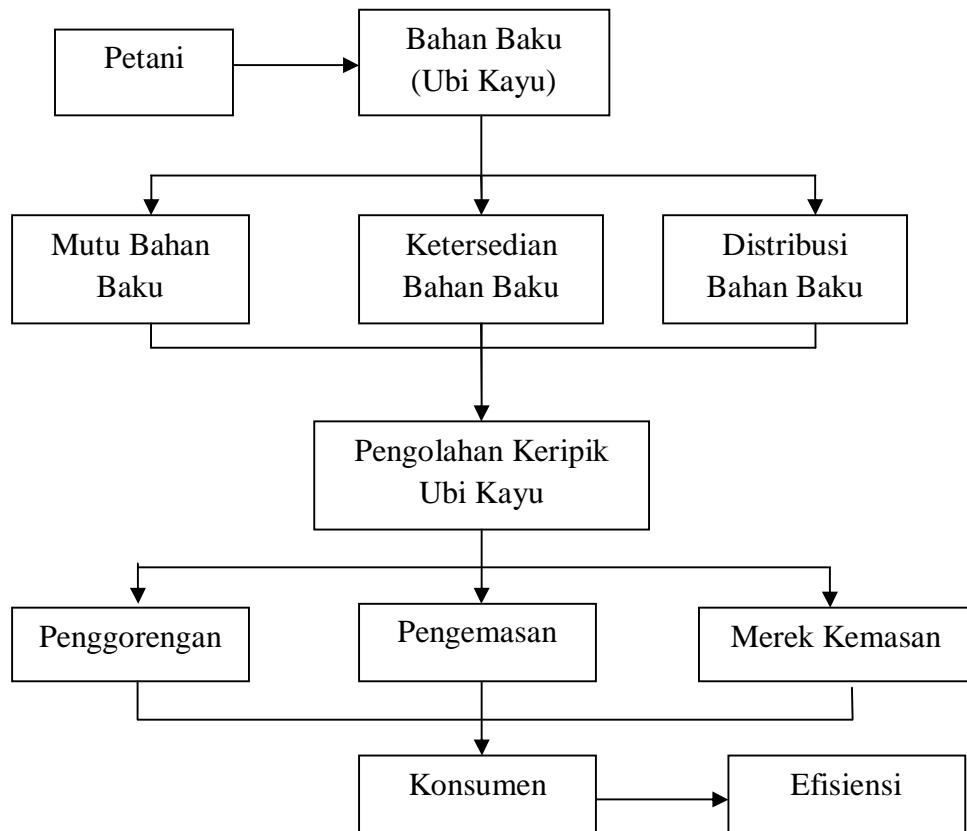 Petani
Bahan Baku
(Ubi Kayu)
Mutu Bahan
Baku
Ketersedian
Bahan Baku
Distribusi
Bahan Baku
Pengolahan Keripik
Ubi Kayu
Penggorengan
Pengemasan
Merek Kemasan
Konsumen
Efisiensi